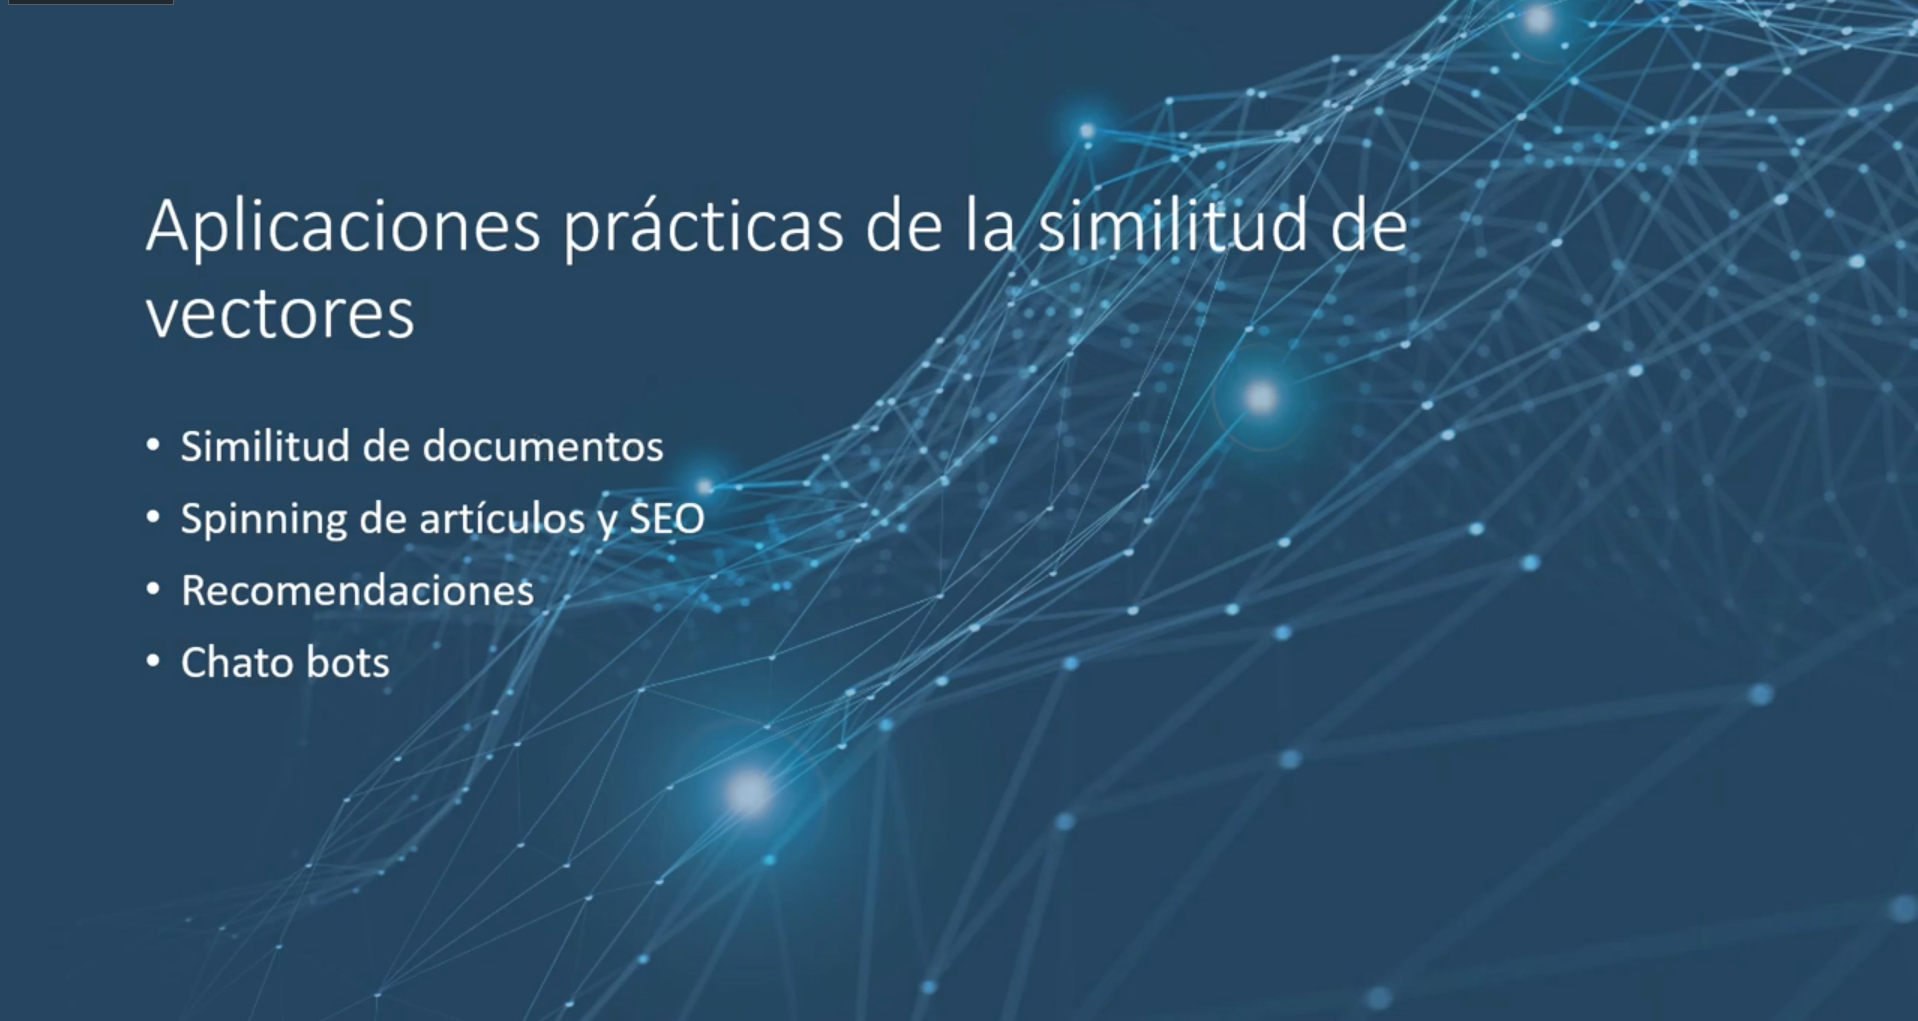 Aplicaciones prácticas de la similitud de
vectores
• Similitud de documentos
• Spinning de artículos y SEO
• Recomendaciones
• Chato bots